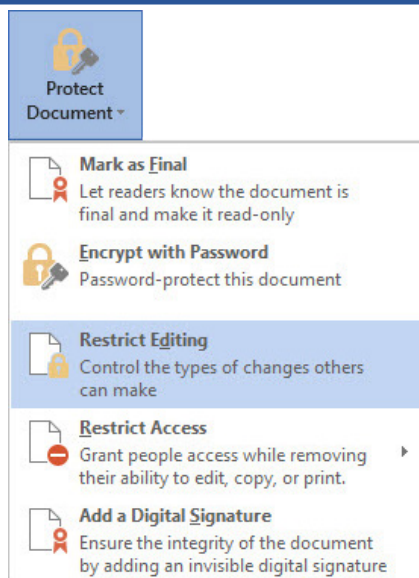 Protect
Document
Mark as Final
Let readers know the document is
final and make it read-only
Encrypt with Password
Password-protect this document
Restrict Editing
Control the types of changes others
can make
Restrict Access
Grant people access while removing
their ability to edit, copy, or print.
Add a Digital Signature
Ensure the integrity of the document
by adding an invisible digital signature